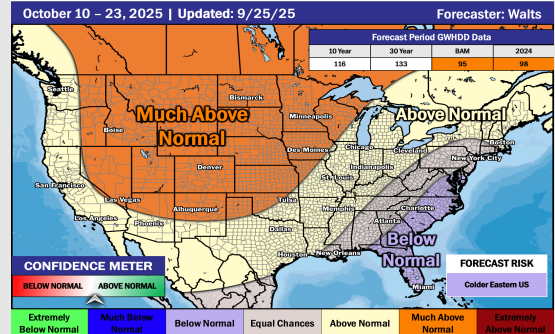 October 10 – 23, 2025 | Updated: 9/25/25
Forecaster: Walts
Forecast Period GWHDD Data
10 Year 30 Year BAM 2024
116 133 95 98
Seattle
Bismarck
Much Above
Normal
Minneapolis
Above Normal
Boise
Boston
Chicago
Cleveland
New York City
Des Moines
Indianapolis
Denver
St. Louis
San Francisco
Las Vegas
Tulsa
Memphis
Charlotte
Albuquerque
Los Angeles
Atlanta
Phoenix
Dallas
Below
Normal
Houston
New Orleans
Miami
CONFIDENCE METER
BELOW NORMAL
ABOVE NORMAL
FORECAST RISK
Colder Eastern US
Extremely
Below Normal
Much Below
Normal
Below Normal
Equal Chances
Above Normal
Much Above
Normal
Extremely
Above Normal